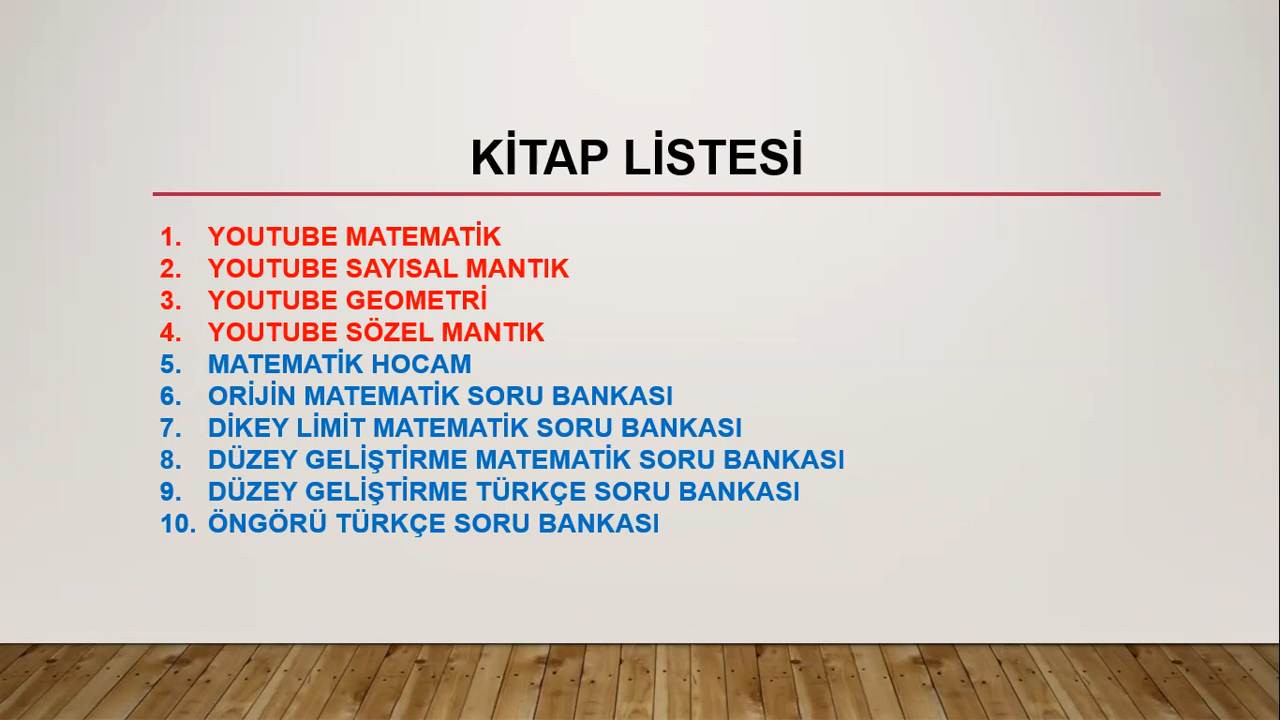 KİTAP LİSTESİ
1. YOUTUBE MATEMATİK
2. YOUTUBE SAYISAL MANTIK
3. YOUTUBE GEOMETRİ
4. YOUTUBE SÖZEL MANTIK
5. MATEMATİK HOCAM
6. ORİJİN MATEMATİK SORU BANKASI
7. DİKEY LİMİT MATEMATİK SORU BANKASI
8. DÜZEY GELİŞTİRME MATEMATİK SORU BANKASI
9. DÜZEY GELİŞTİRME TÜRKÇE SORU BANKASI
10. ÖNGÖRÜ TÜRKÇE SORU BANKASI